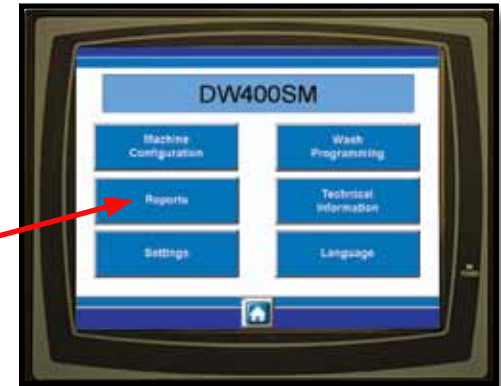 DW400SM
Machine
Configuration
Wash
Programming
Reports
Technical
Information
Settings
Language